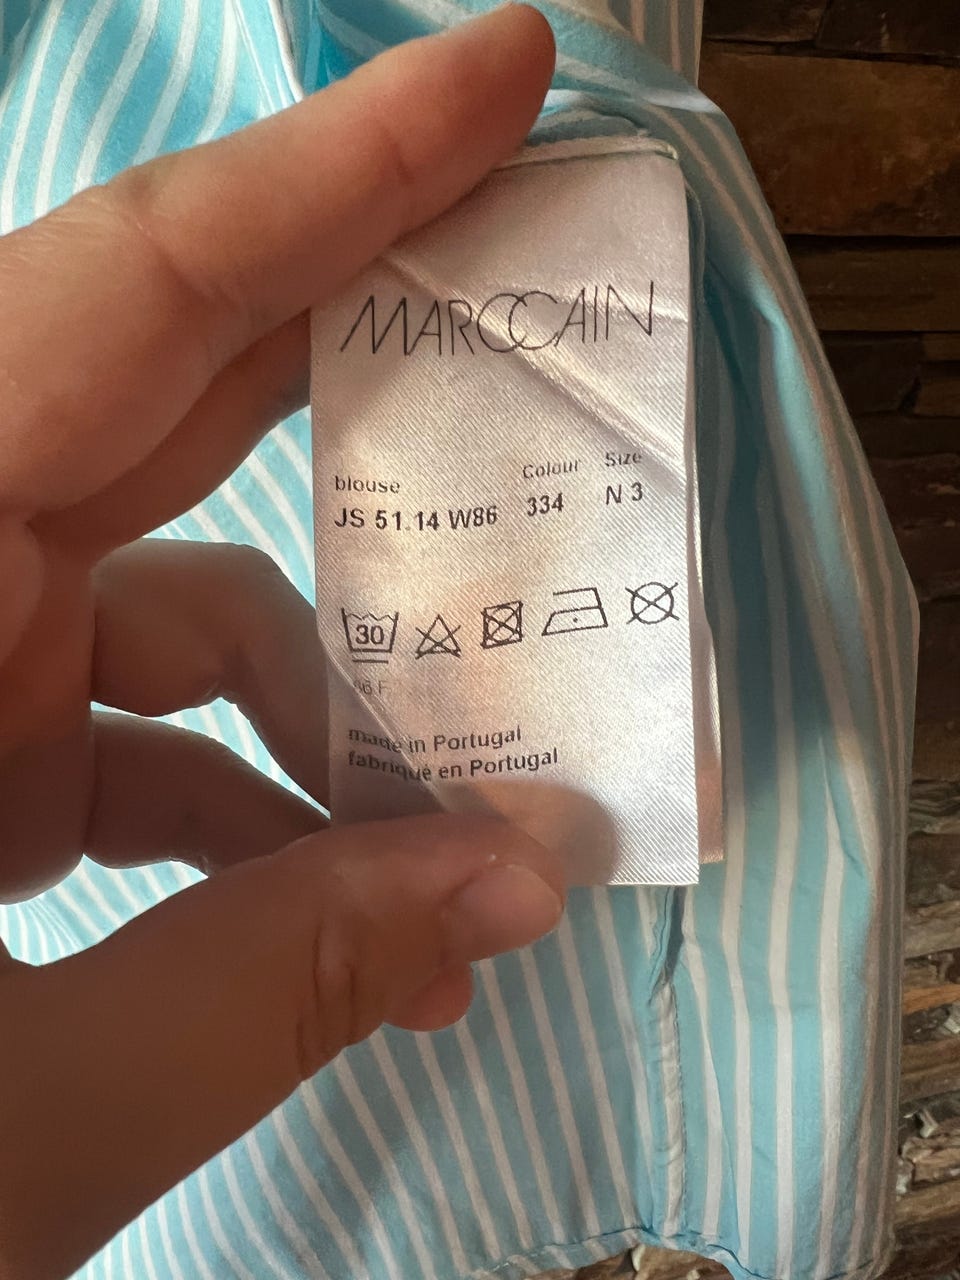 MARCCAIN
blouse Colour Size
JS 51.14 W86 334 N 3
30
made in Portugal
fabriqué en Portugal